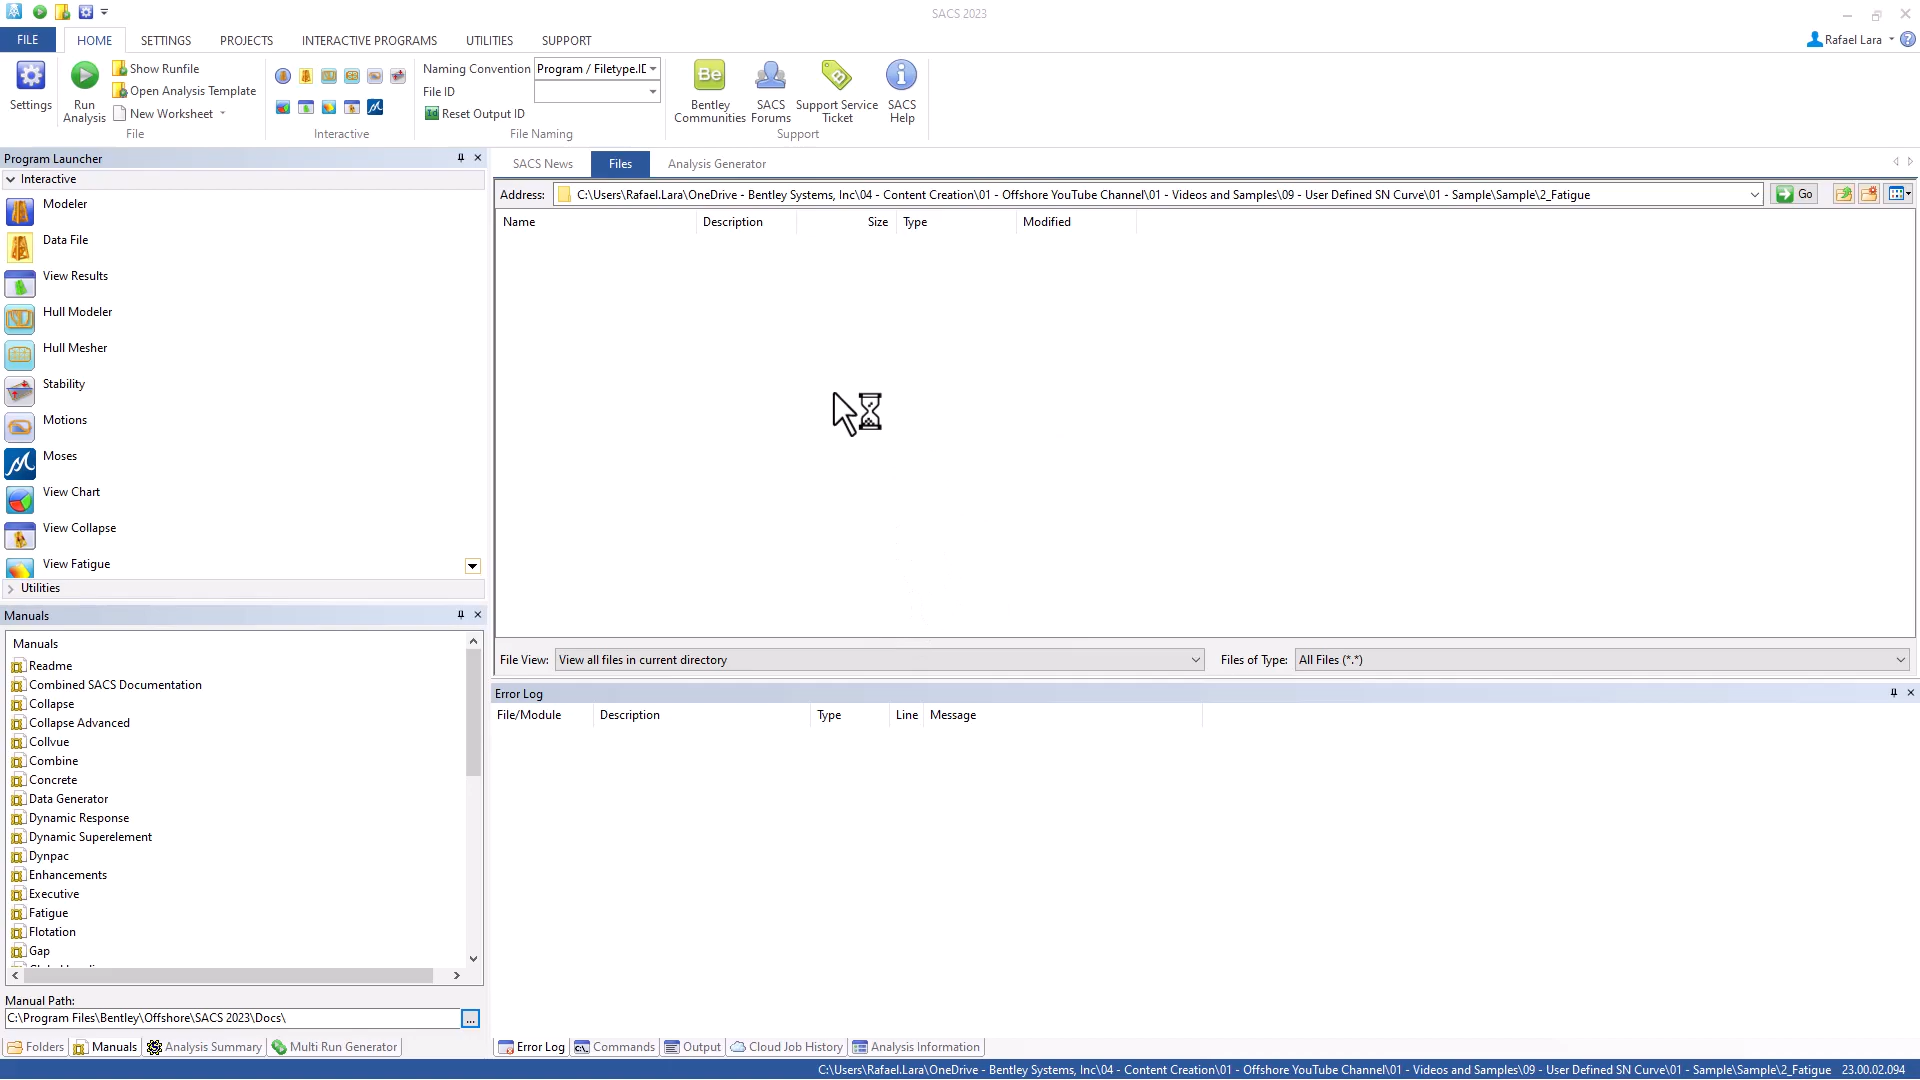 SACS 2023
FILE HOME SETTINGS PROJECTS INTERACTIVE PROGRAMS UTILITIES SUPPORT Rafael Lara
Settings
Run Analysis
Show Runfile
Open Analysis Template
New Worksheet
File
Interactive
Naming Convention Program / Filetype.IC
File ID
Reset Output ID
File Naming
Be
Bentley Communities
SACS Forums
Support Service Ticket
SACS Help
Support
Program Launcher
Interactive
Modeler
Data File
View Results
Hull Modeler
Hull Mesher
Stability
Motions
Moses
View Chart
View Collapse
View Fatigue
Utilities
Manuals
Manuals
Readme
Combined SACS Documentation
Collapse
Collapse Advanced
Collvue
Combine
Concrete
Data Generator
Dynamic Response
Dynamic Superelement
Dynpac
Enhancements
Executive
Fatigue
Flotation
Gap
Manual Path:
C:\Program Files\Bentley\Offshore\SACS 2023\Docs\
...
Folders Manuals Analysis Summary Multi Run Generator
SACS News Files Analysis Generator
Address: C:\Users\Rafael.Lara\OneDrive - Bentley Systems, Inc\04 - Content Creation\01 - Offshore YouTube Channel\01 - Videos and Samples\09 - User Defined SN Curve\01 - Sample\Sample\2_Fatigue Go
Name Description Size Type Modified
File View: View all files in current directory Files of Type: All Files (*.*)
Error Log
File/Module Description Type Line Message
Error Log Commands Output Cloud Job History Analysis Information
C:\Users\Rafael.Lara\OneDrive - Bentley Systems, Inc\04 - Content Creation\01 - Offshore YouTube Channel\01 - Videos and Samples\09 - User Defined SN Curve\01 - Sample\Sample\2_Fatigue 23.00.02.094